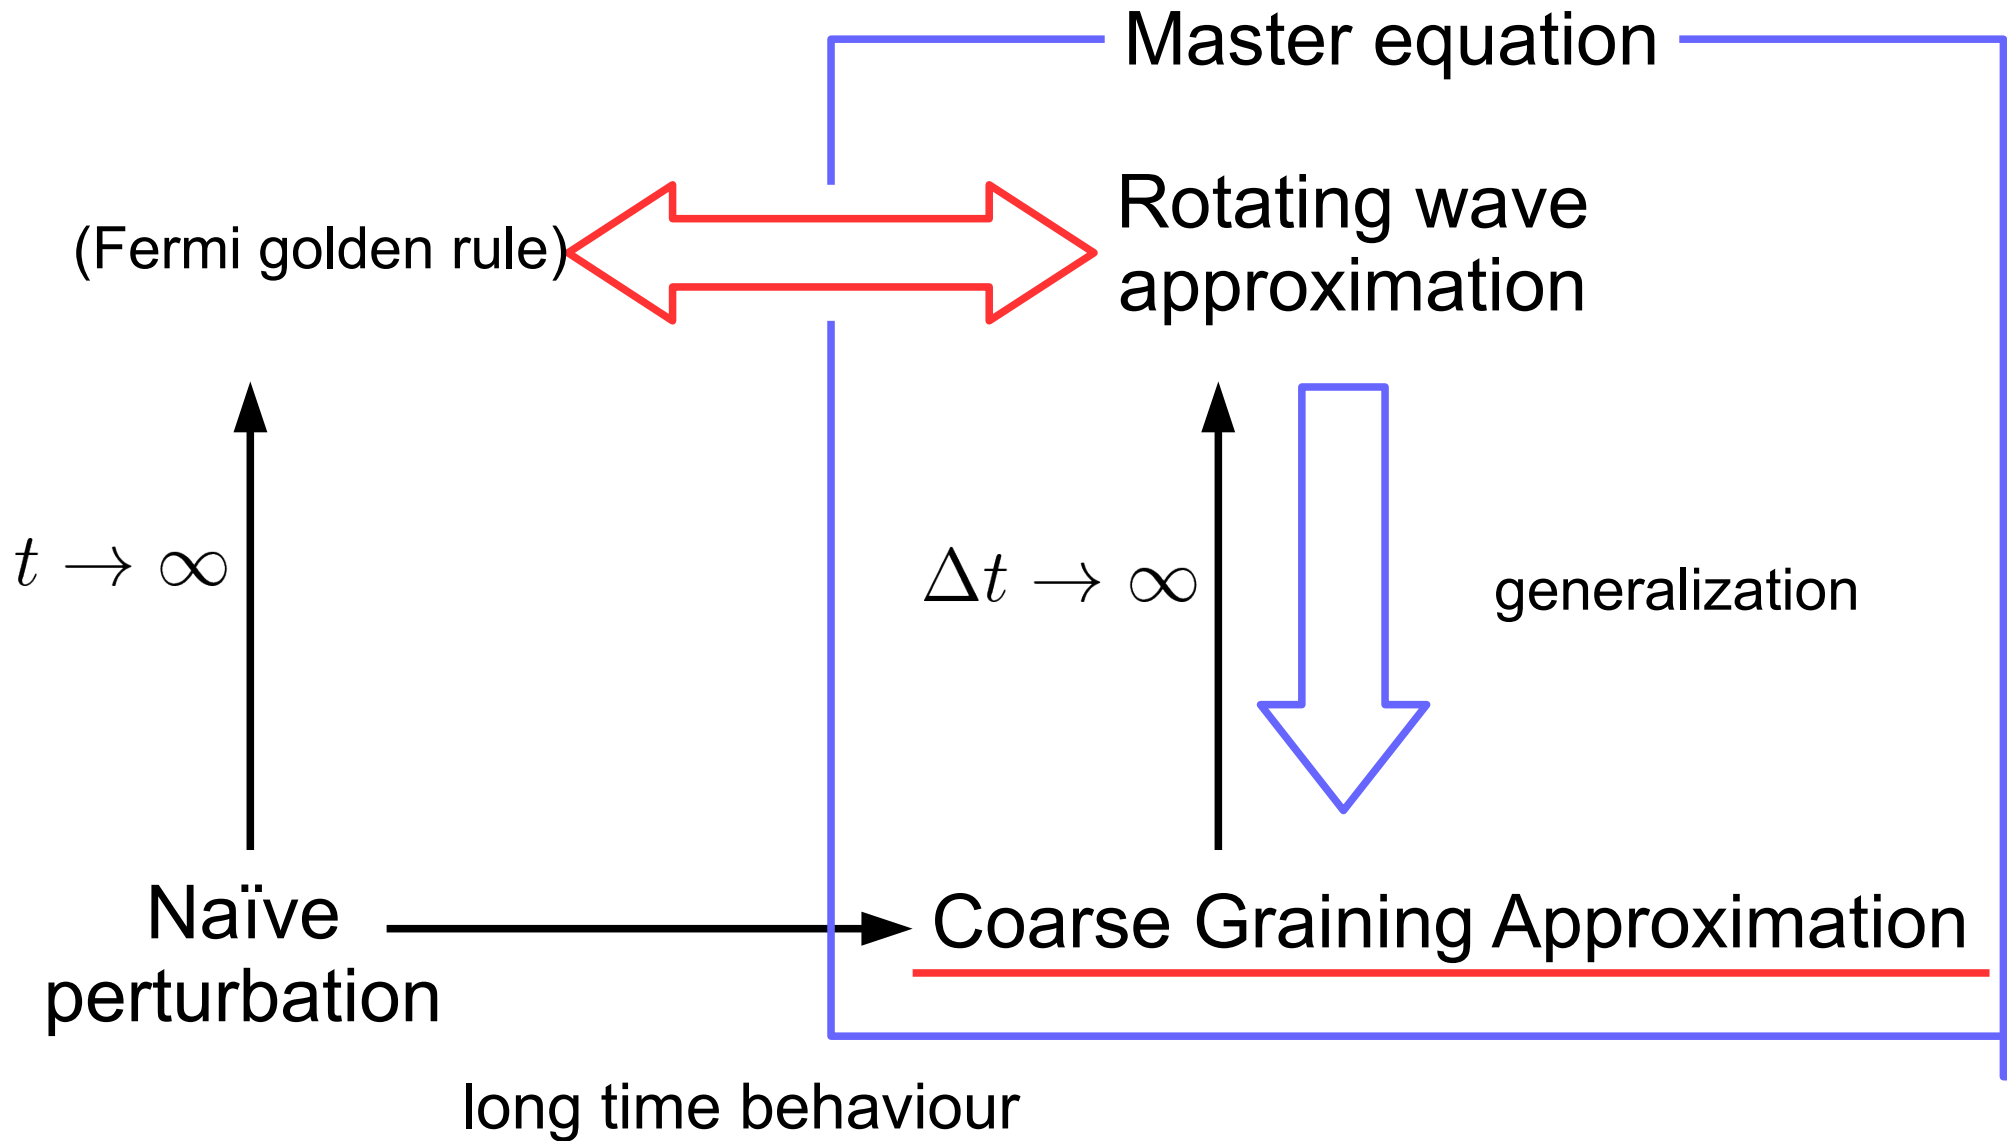 Master equation
(Fermi golden rule)
Rotating wave
approximation
t → ∞
Δt → ∞
generalization
Naïve
perturbation
Coarse Graining Approximation
long time behaviour